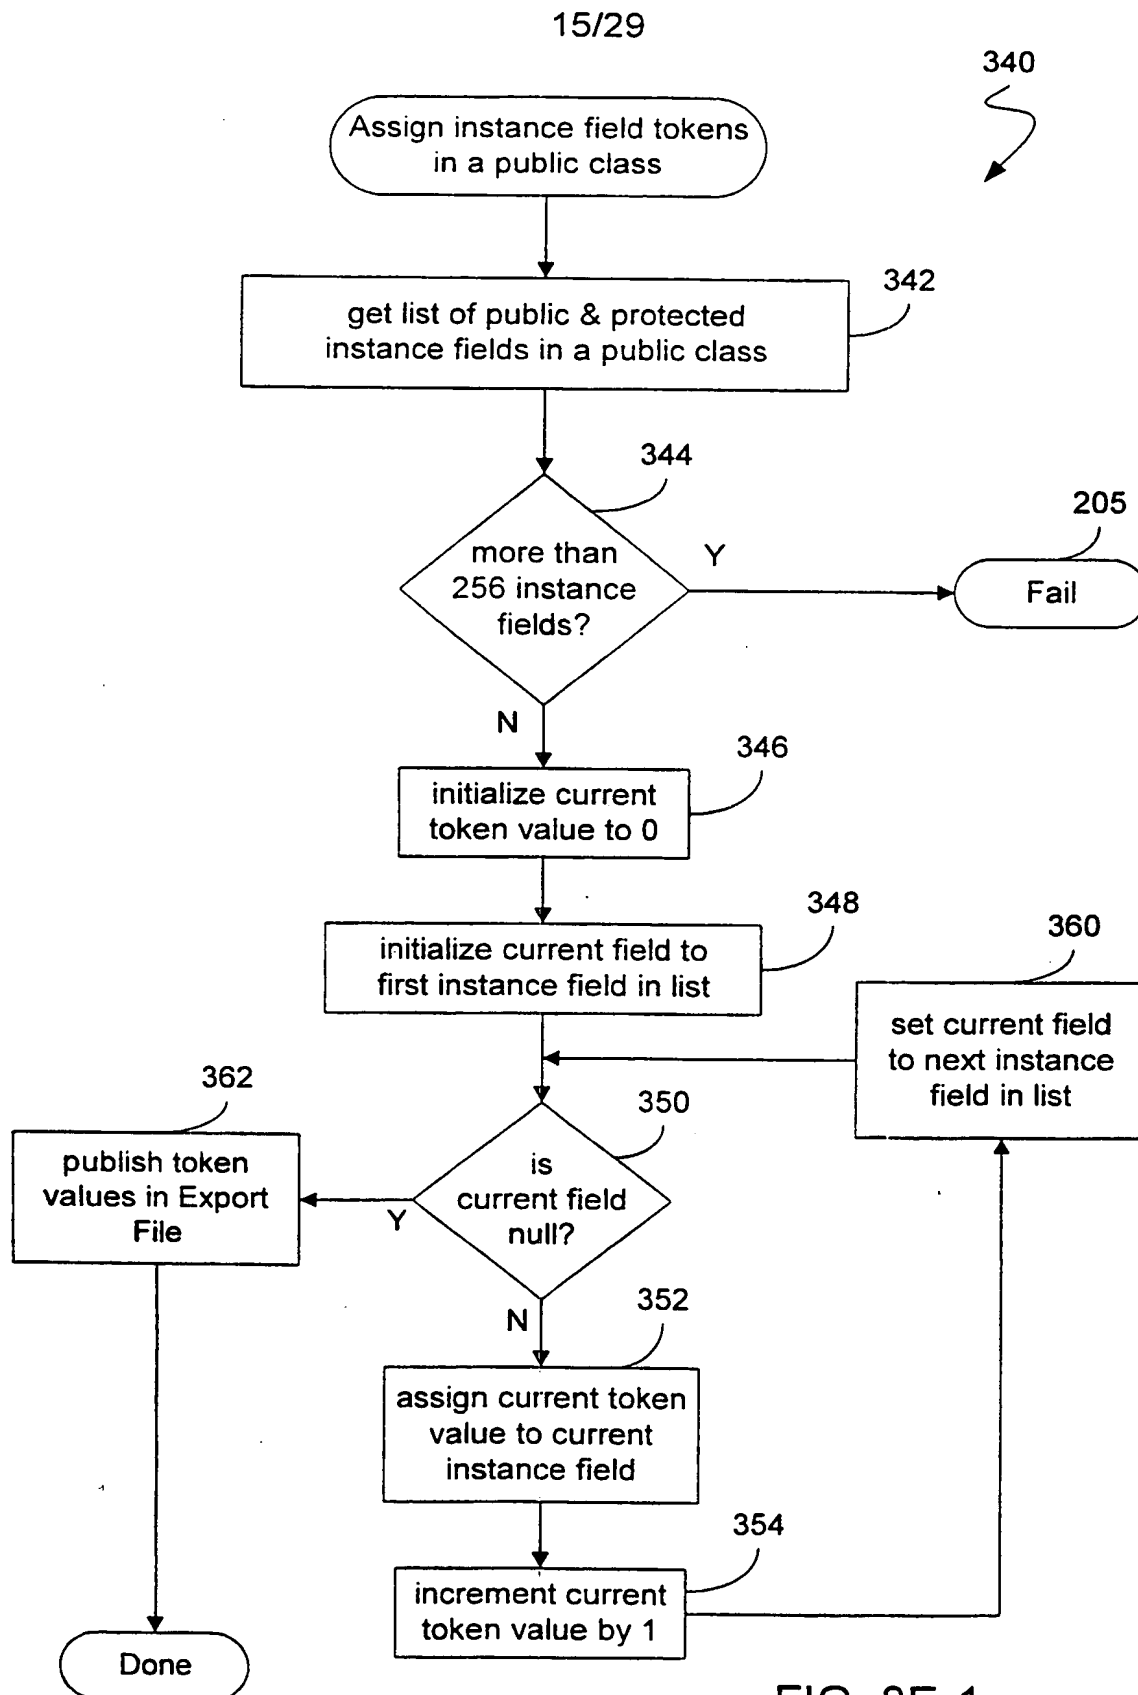 15/29
340
Assign instance field tokens
in a public class
342
get list of public & protected
instance fields in a public class
344
205
more than
256 instance
fields?
Y
Fail
N
346
initialize current
token value to 0
348
360
initialize current field to
first instance field in list
set current field
to next instance
field in list
362
350
publish token
values in Export
File
is
current field
null?
Y
N
352
assign current token
value to current
instance field
354
increment current
token value by 1
Done